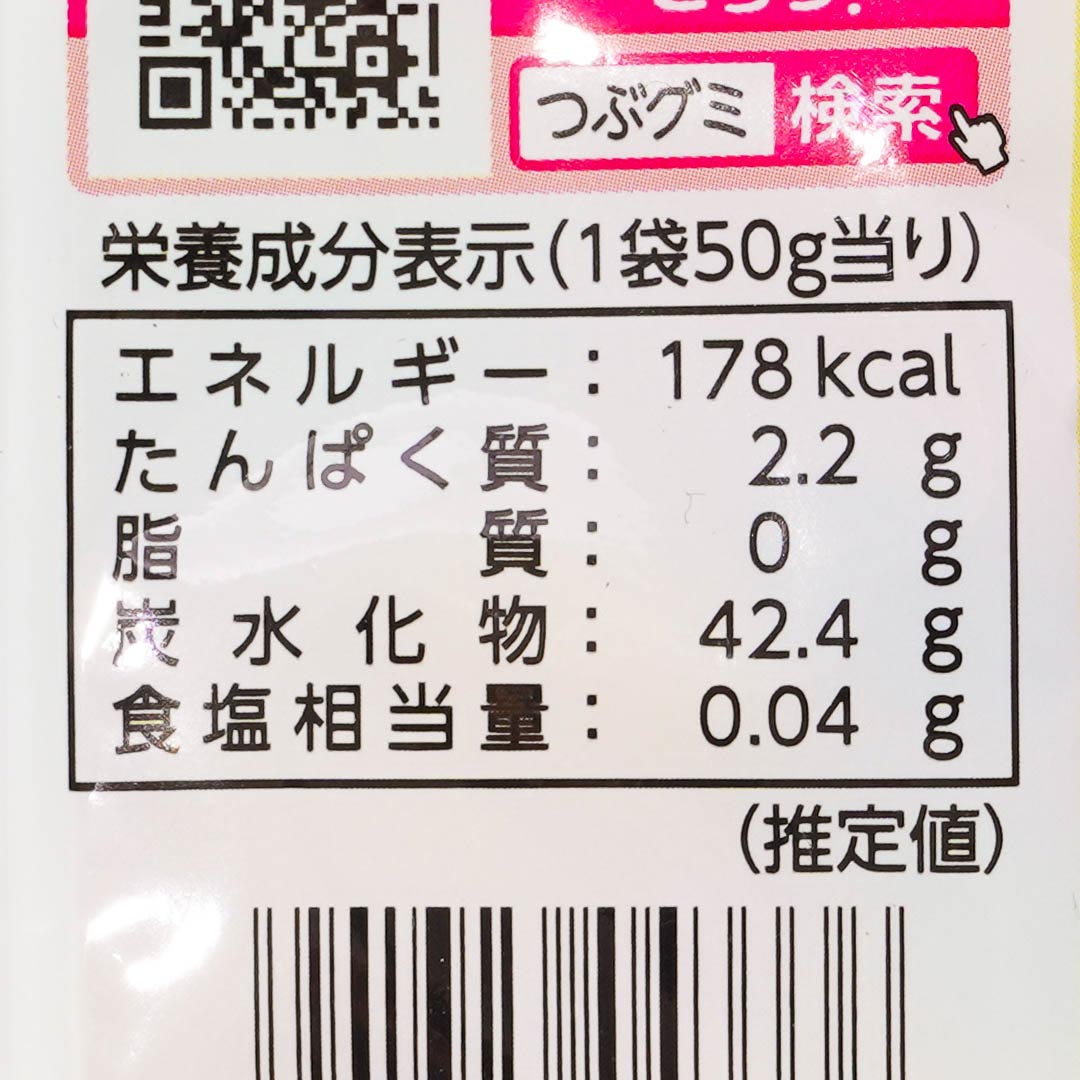 つぶグミ 検索
栄養成分表示(1袋50g当り)
エネルギー: 178kcal
たんぱく質: 2.2 g
脂質: 0 g
炭水化物: 42.4 g
食塩相当量: 0.04 g
(推定値)